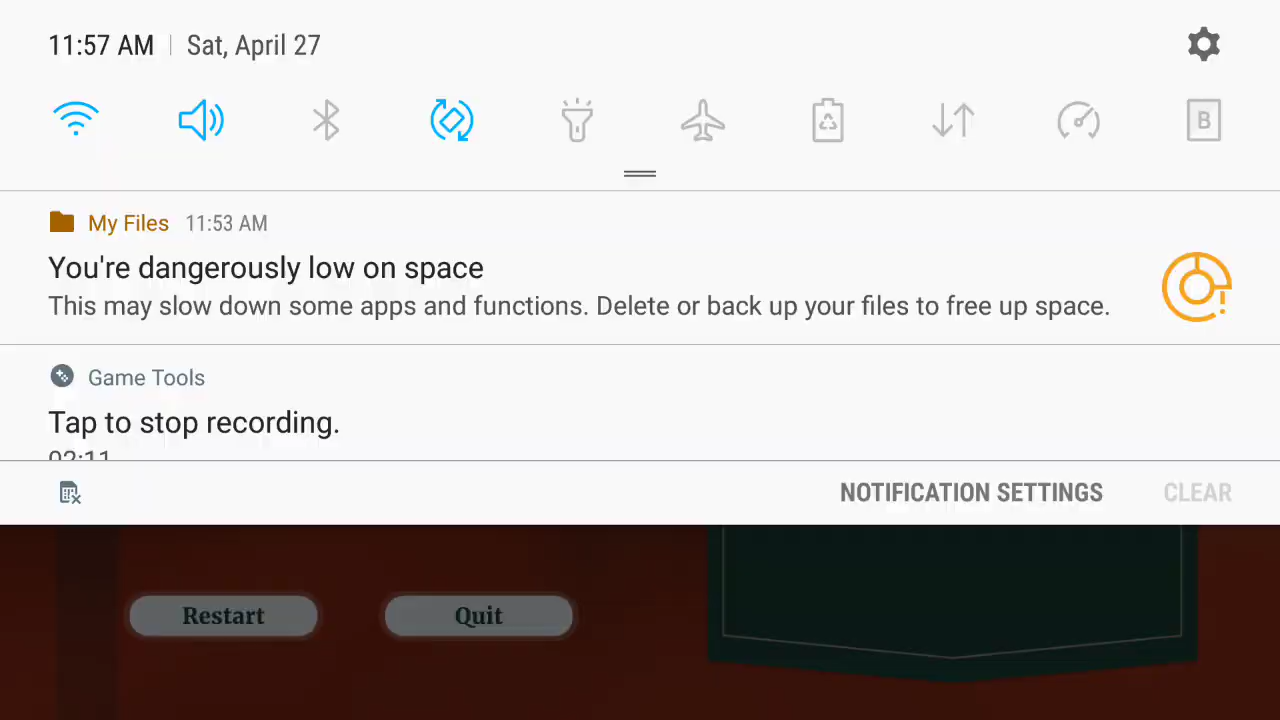 11:57 AM | Sat, April 27
B
My Files 11:53 AM
You're dangerously low on space
This may slow down some apps and functions. Delete or back up your files to free up space.
Game Tools
Tap to stop recording.
02:11
NOTIFICATION SETTINGS CLEAR
Restart Quit